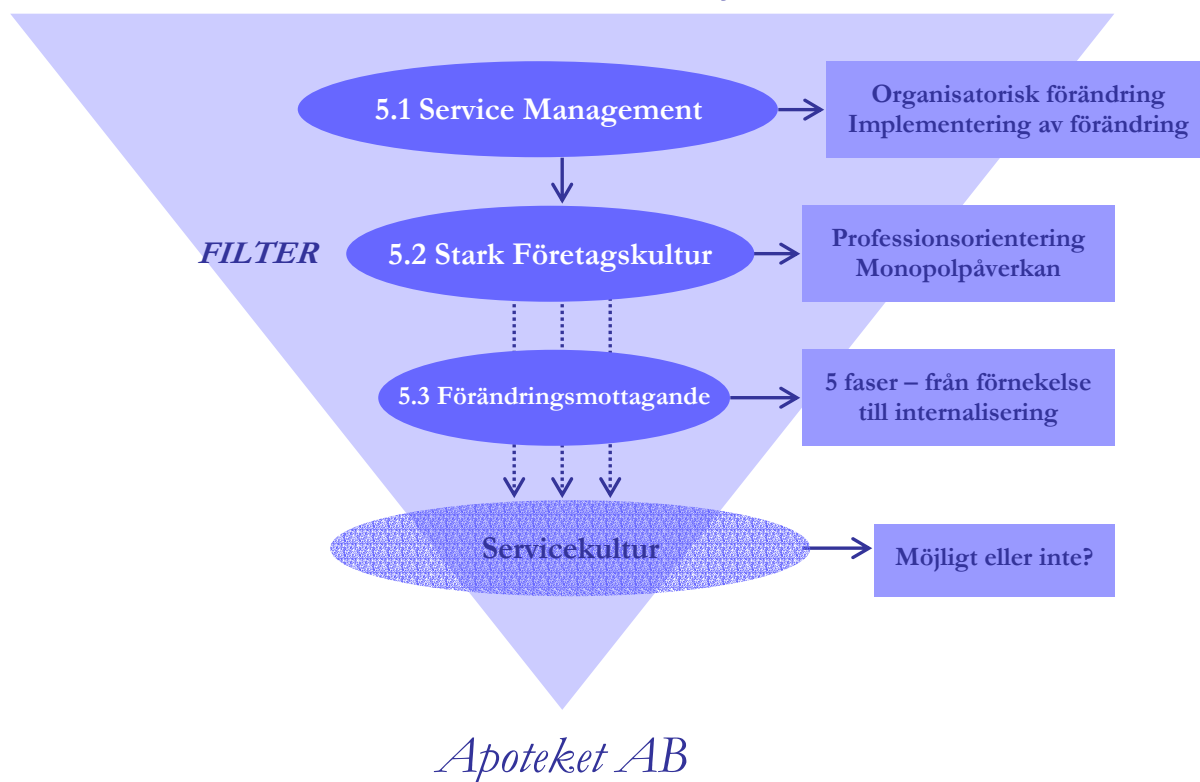 5.1 Service Management
Organisatorisk förändring
Implementering av förändring
FILTER
5.2 Stark Företagskultur
Professionsorientering
Monopolpåverkan
5.3 Förändringsmottagande
5 faser – från förnekelse
till internalisering
Servicekultur
Möjligt eller inte?
Apoteket AB